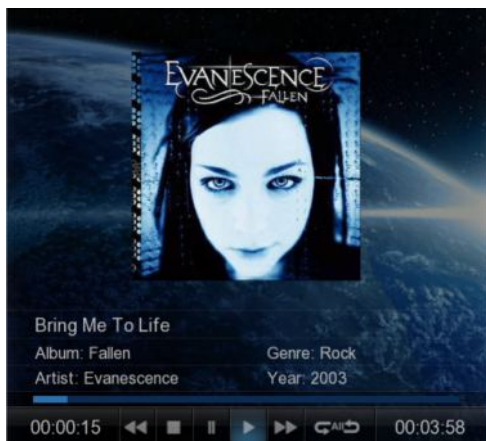 EVANESCENCE
FALLEN
Bring Me To Life
Album: Fallen
Genre: Rock
Artist: Evanescence
Year: 2003
00:00:15
All
00:03:58